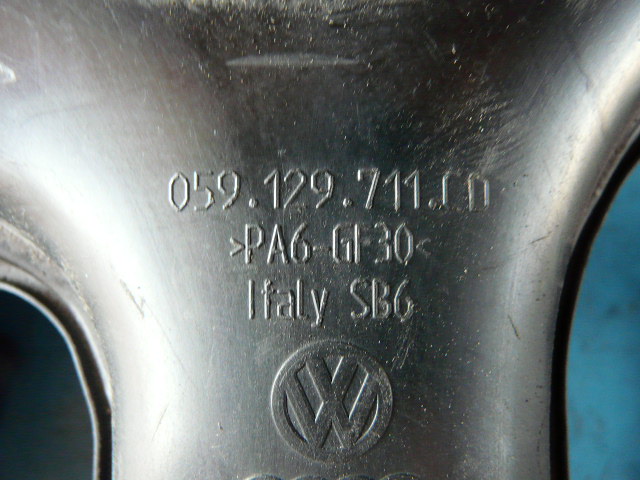 059.129.711.CD
>PA6-GF30<
Italy SB6